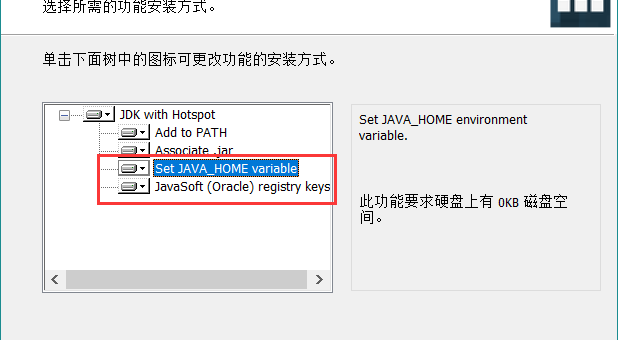 选择所需的功能安装方式。
单击下面树中的图标可更改功能的安装方式。
JDK with Hotspot
Add to PATH
Associate .jar
Set JAVA_HOME variable
JavaSoft (Oracle) registry keys
Set JAVA_HOME environment
variable.
此功能要求硬盘上有 0KB 磁盘空
间。